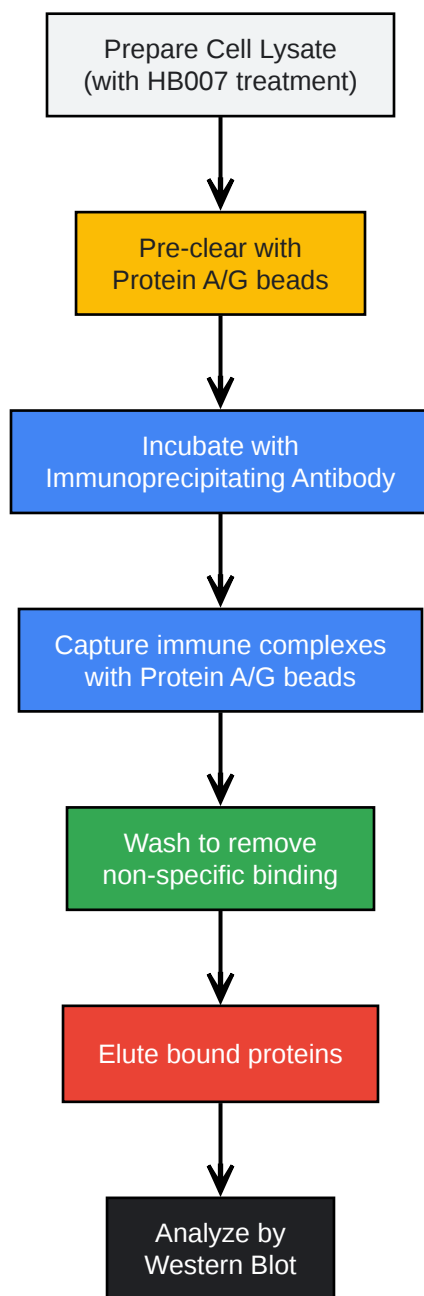 Prepare Cell Lysate
(with HB007 treatment)
Pre-clear with
Protein A/G beads
Incubate with
Immunoprecipitating Antibody
Capture immune complexes
with Protein A/G beads
Wash to remove
non-specific binding
Elute bound proteins
Analyze by
Western Blot